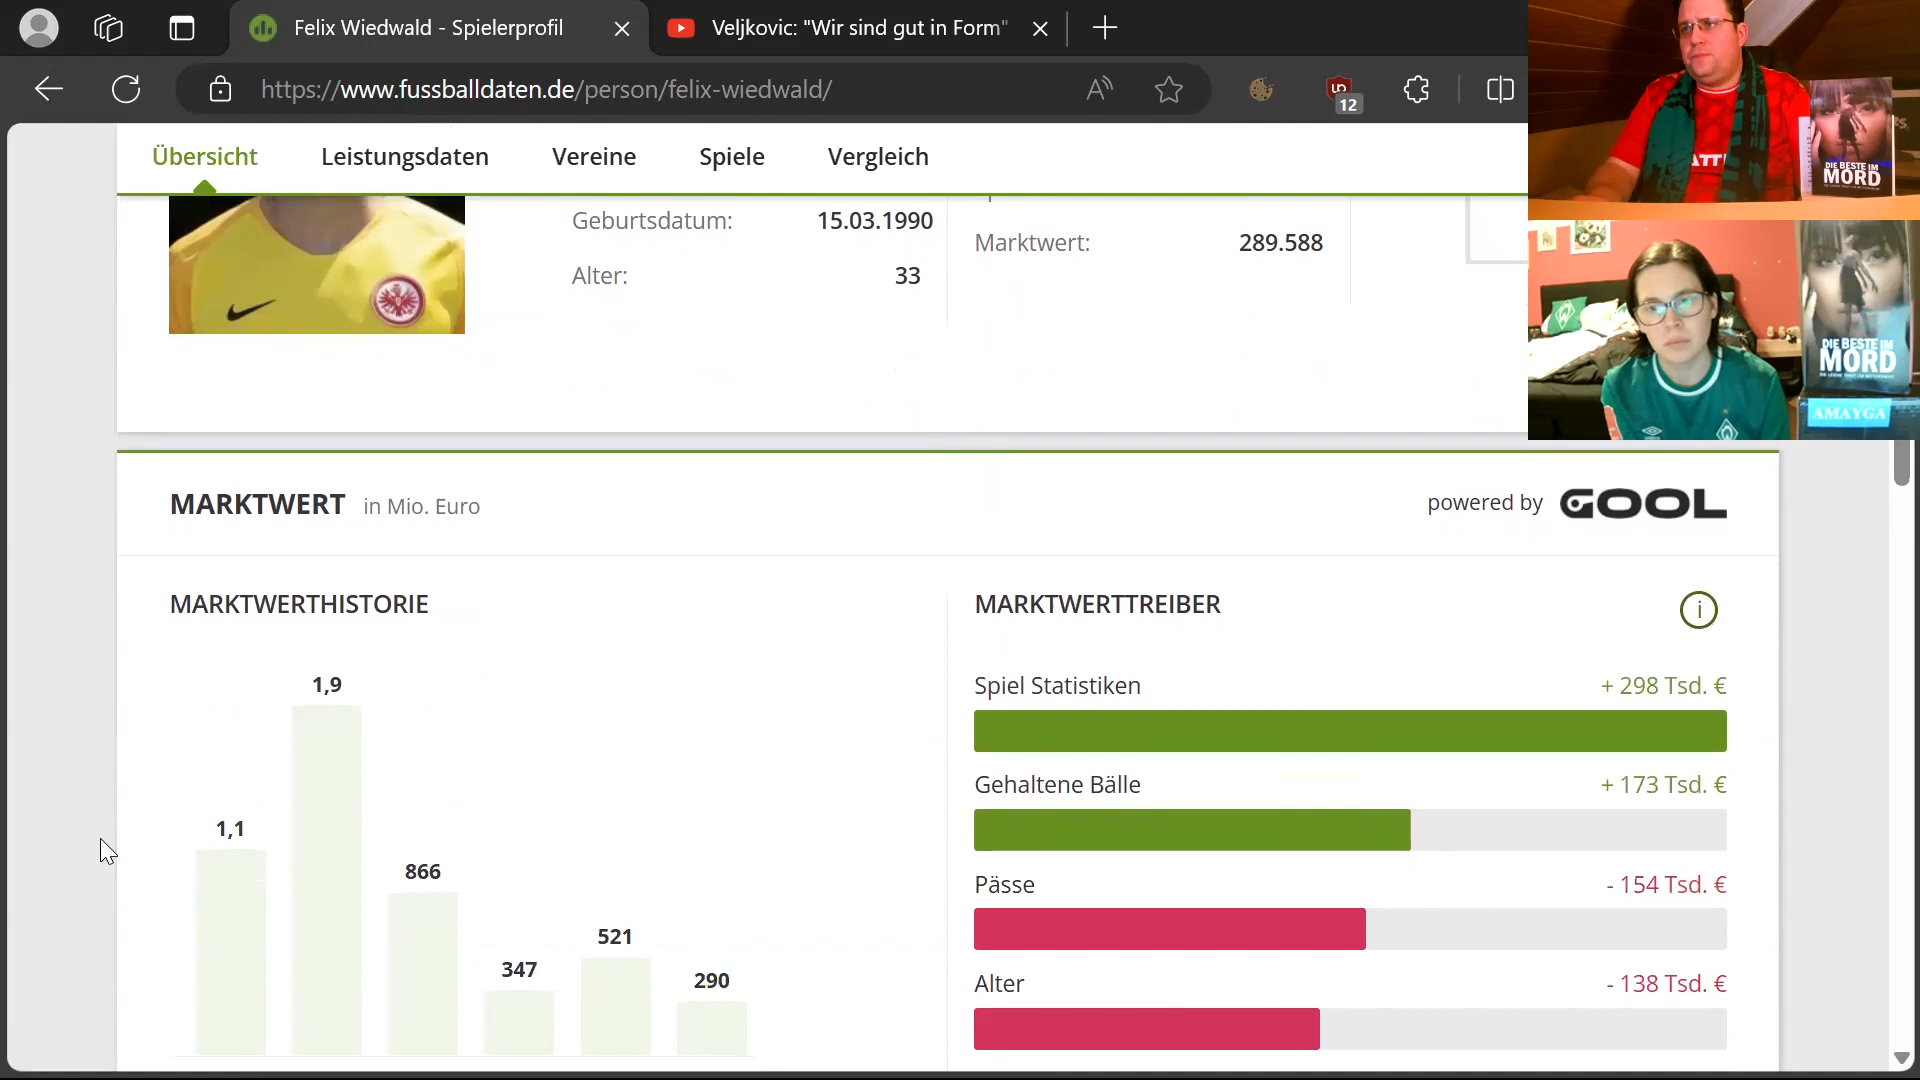 Felix Wiedwald - Spielerprofil
Veljkovic: "Wir sind gut in Form"
https://www.fussballdaten.de/person/felix-wiedwald/
12
Übersicht
Leistungsdaten
Vereine
Spiele
Vergleich
Geburtsdatum:
15.03.1990
Marktwert:
289.588
Alter:
33
DIE BESTE IM
MORD
DIE BESTE IM
MORD
AMAYGA
MARKTWERT in Mio. Euro
powered by GOOL
MARKTWERTHISTORIE
1,1
1,9
866
347
521
290
MARKTWERTTREIBER
i
Spiel Statistiken
+ 298 Tsd. €
Gehaltene Bälle
+ 173 Tsd. €
Pässe
- 154 Tsd. €
Alter
- 138 Tsd. €